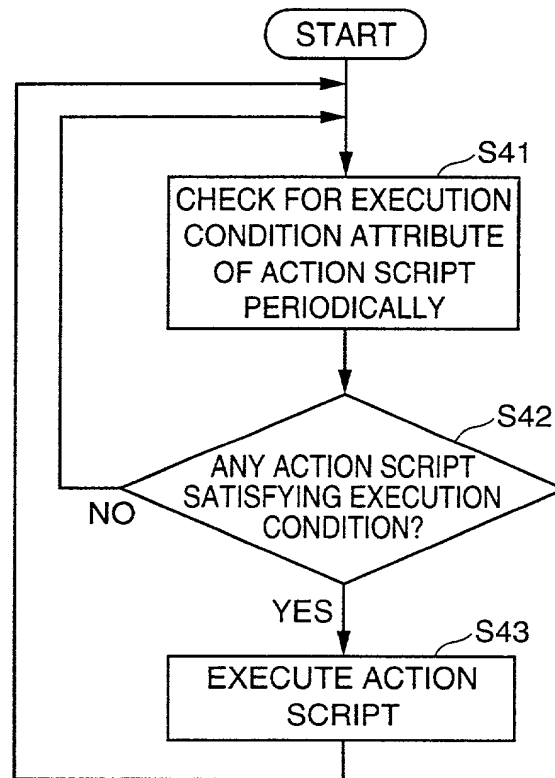 START
S41
CHECK FOR EXECUTION
CONDITION ATTRIBUTE
OF ACTION SCRIPT
PERIODICALLY
S42
ANY ACTION SCRIPT
SATISFYING EXECUTION
CONDITION?
NO
YES
S43
EXECUTE ACTION
SCRIPT